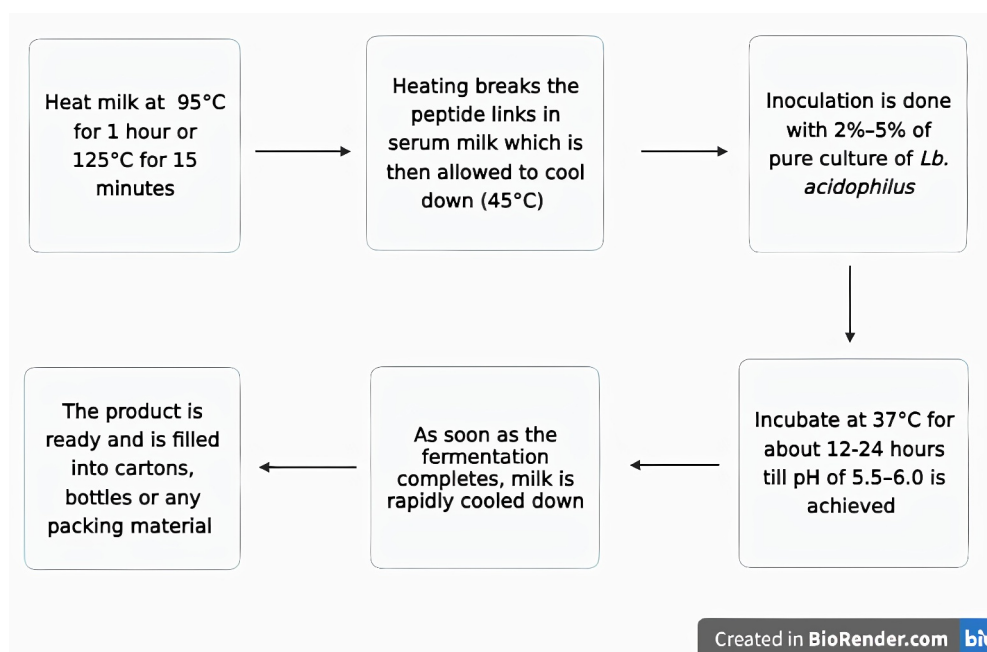 Heat milk at 95°C
for 1 hour or
125°C for 15
minutes
Heating breaks the
peptide links in
serum milk which is
then allowed to cool
down (45°C)
Inoculation is done
with 2%–5% of
pure culture of Lb.
acidophilus
Incubate at 37°C for
about 12-24 hours
till pH of 5.5–6.0 is
achieved
As soon as the
fermentation
completes, milk is
rapidly cooled down
The product is
ready and is filled
into cartons,
bottles or any
packing material
Created in BioRender.com